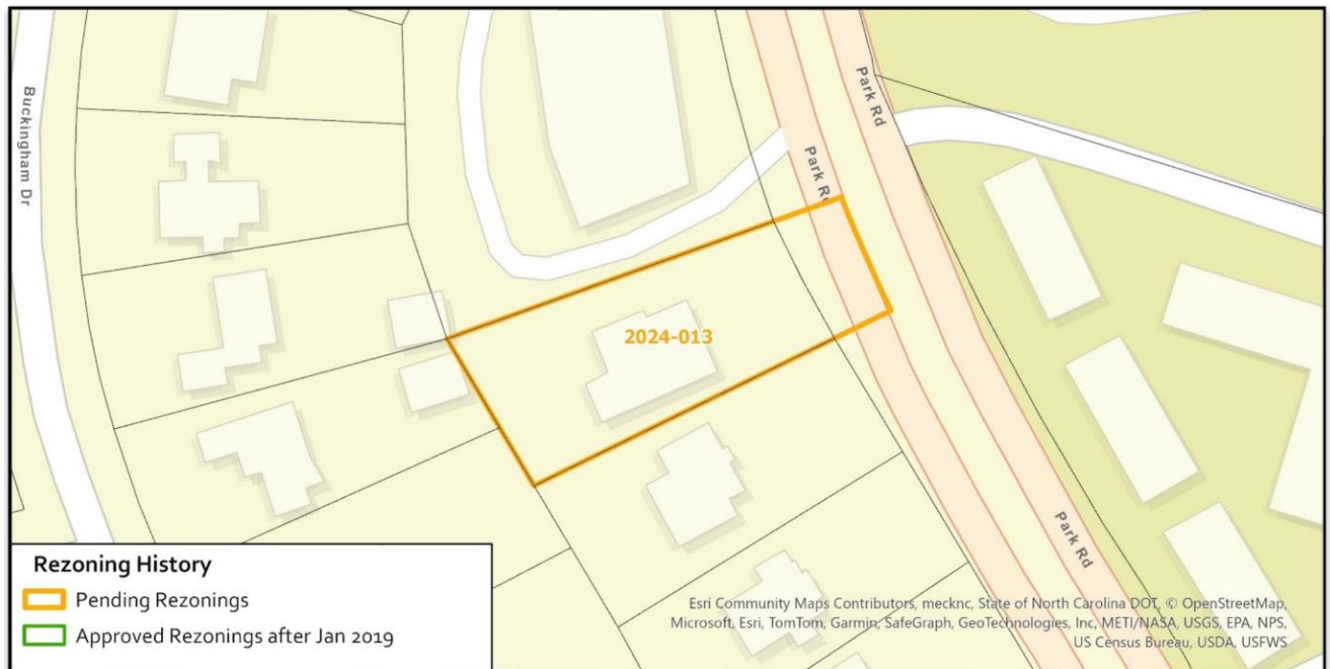 Buckingham Dr
Park Rd
Park Rd
2024-013
Park Rd
Rezoning History
Pending Rezonings
Approved Rezonings after Jan 2019
Esri Community Maps Contributors, mecknc, State of North Carolina DOT, © OpenStreetMap,
Microsoft, Esri, TomTom, Garmin, SafeGraph, GeoTechnologies, Inc, METI/NASA, USGS, EPA, NPS,
US Census Bureau, USDA, USFWS